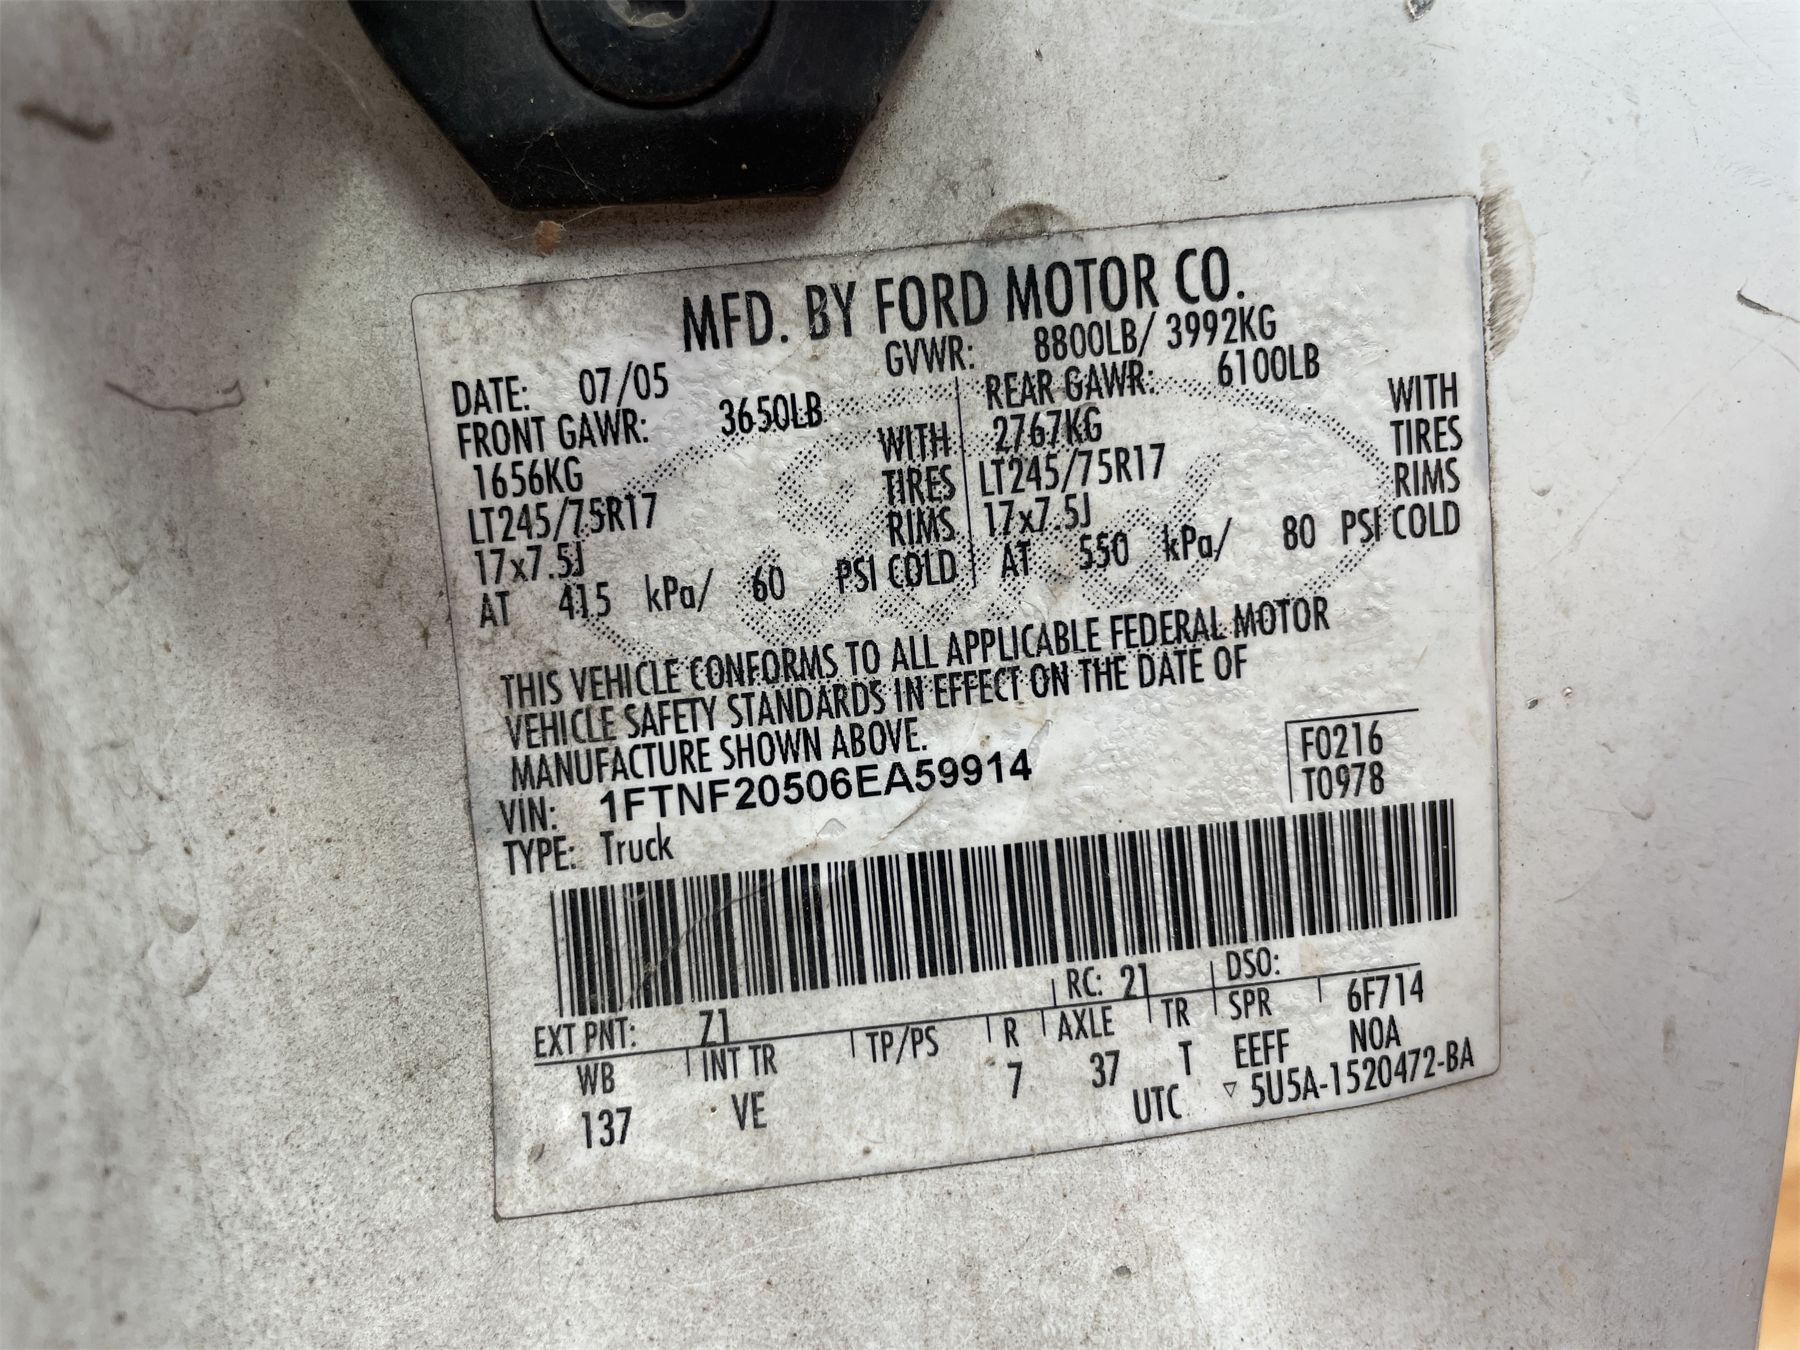 MFD. BY FORD MOTOR CO.
DATE: 07/05 GVWR: 8800LB/ 3992KG
FRONT GAWR: 3650LB REAR GAWR: 6100LB
1656KG WITH 2767KG WITH
LT245/75R17 TIRES LT245/75R17 TIRES
17x7.5J RIMS 17x7.5J RIMS
AT 415 kPa/ 60 PSI COLD AT 550 kPa/ 80 PSI COLD
THIS VEHICLE CONFORMS TO ALL APPLICABLE FEDERAL MOTOR
VEHICLE SAFETY STANDARDS IN EFFECT ON THE DATE OF
MANUFACTURE SHOWN ABOVE.
VIN: 1FTNF20506EA59914 F0216
TYPE: Truck T0978
EXT PNT: Z1 RC: 21 DSO:
WB INT TR TP/PS R AXLE TR SPR 6F714
137 VE 7 37 T EEFF NOA
UTC ▽ 5U5A-1520472-BA